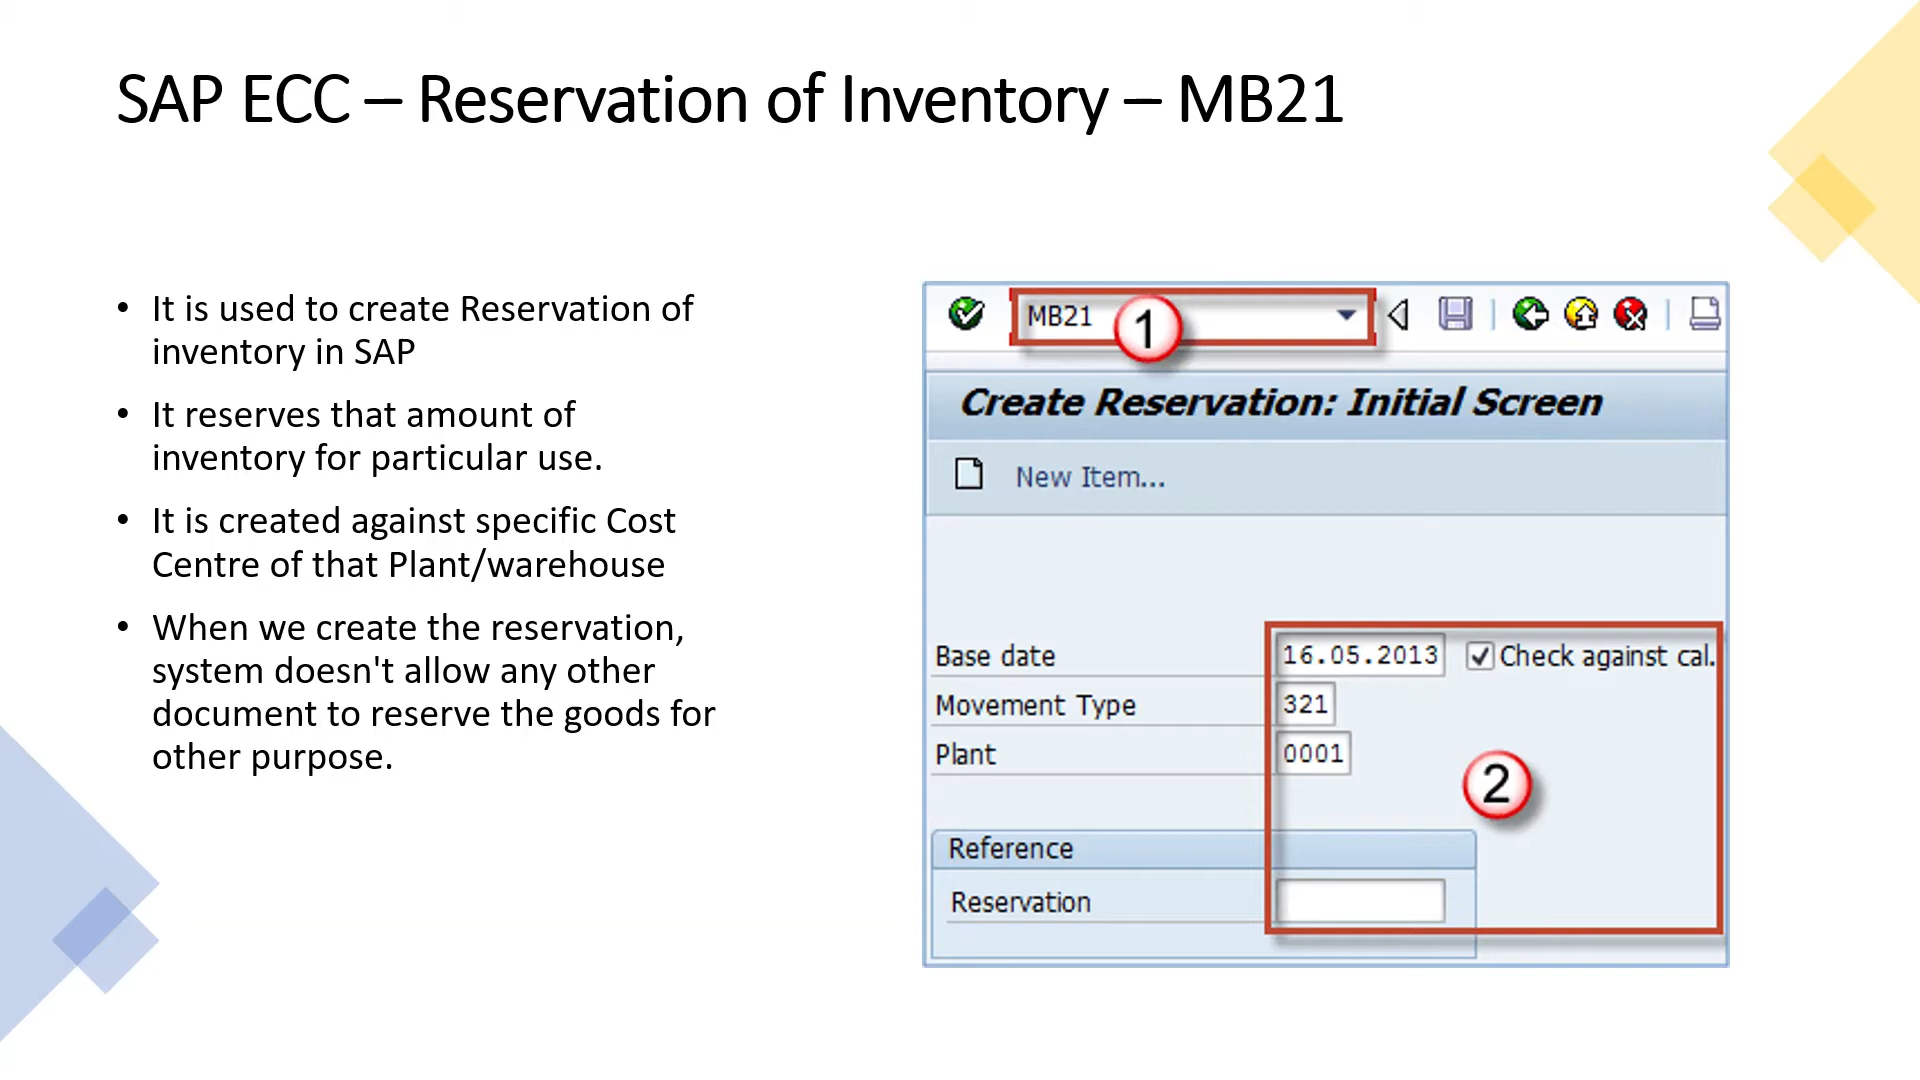 SAP ECC – Reservation of Inventory – MB21
• It is used to create Reservation of
inventory in SAP
• It reserves that amount of
inventory for particular use.
• It is created against specific Cost
Centre of that Plant/warehouse
• When we create the reservation,
system doesn't allow any other
document to reserve the goods for
other purpose.
MB21 1
Create Reservation: Initial Screen
New Item...
Base date 16.05.2013 Check against cal.
Movement Type 321
Plant 0001
2
Reference
Reservation